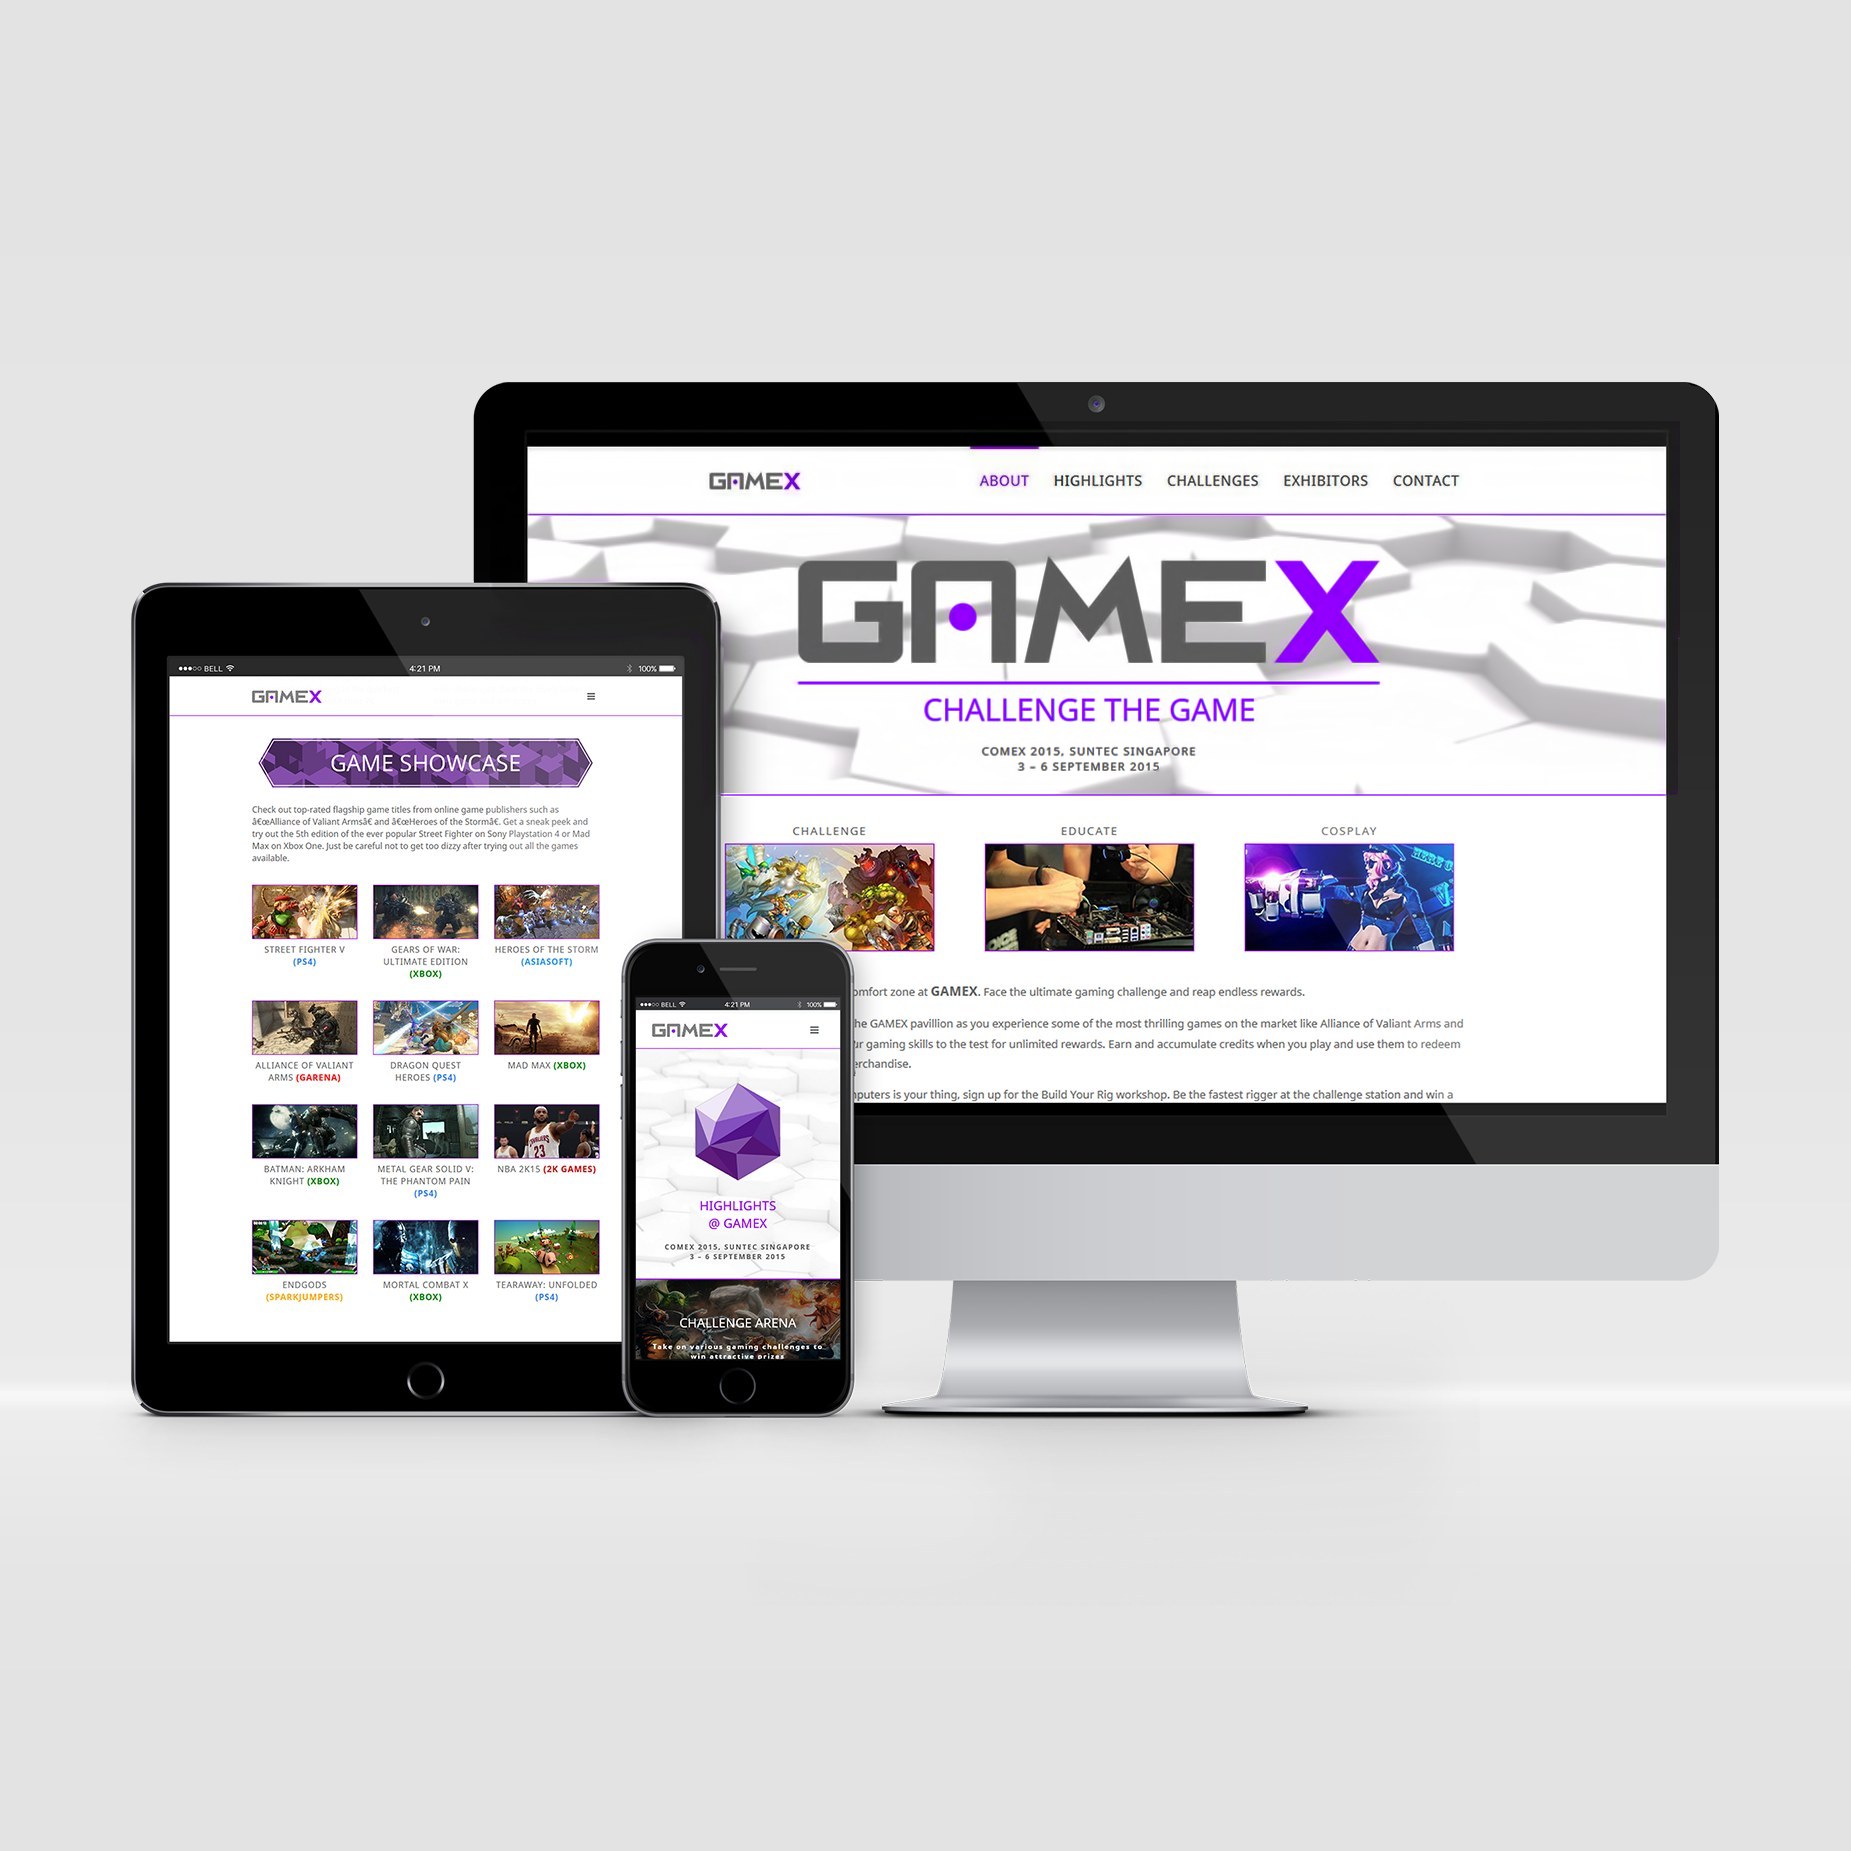 GAMEX
ABOUT HIGHLIGHTS CHALLENGES EXHIBITORS CONTACT
GAMEX
CHALLENGE THE GAME
COMEX 2015, SUNTEC SINGAPORE
3 – 6 SEPTEMBER 2015
CHALLENGE EDUCATE COSPLAY
omfort zone at GAMEX. Face the ultimate gaming challenge and reap endless rewards.
he GAMEX pavillion as you experience some of the most thrilling games on the market like Alliance of Valiant Arms and
ur gaming skills to the test for unlimited rewards. Earn and accumulate credits when you play and use them to redeem
erchandise.
nputers is your thing, sign up for the Build Your Rig workshop. Be the fastest rigger at the challenge station and win a
BELL 4:21 PM 100%
GAMEX
GAME SHOWCASE
Check out top-rated flagship game titles from online game publishers such as
â€œAlliance of Valiant Armsâ€ and â€œHeroes of the Stormâ€. Get a sneak peek and
try out the 5th edition of the ever popular Street Fighter on Sony Playstation 4 or Mad
Max on Xbox One. Just be careful not to get too dizzy after trying out all the games
available.
STREET FIGHTER V
(PS4)
GEARS OF WAR:
ULTIMATE EDITION
(XBOX)
HEROES OF THE STORM
(ASIASOFT)
ALLIANCE OF VALIANT
ARMS (GARENA)
DRAGON QUEST
HEROES (PS4)
MAD MAX (XBOX)
BATMAN: ARKHAM
KNIGHT (XBOX)
METAL GEAR SOLID V:
THE PHANTOM PAIN
(PS4)
CAVALIERS
23
NBA 2K15 (2K GAMES)
ENDGODS
(SPARKJUMPERS)
MORTAL COMBAT X
(XBOX)
TEARAWAY: UNFOLDED
(PS4)
BELL 4:21 PM 100%
GAMEX
HIGHLIGHTS
@ GAMEX
COMEX 2015, SUNTEC SINGAPORE
3 – 6 SEPTEMBER 2015
CHALLENGE ARENA
Take on various gaming challenges to
win attractive prizes